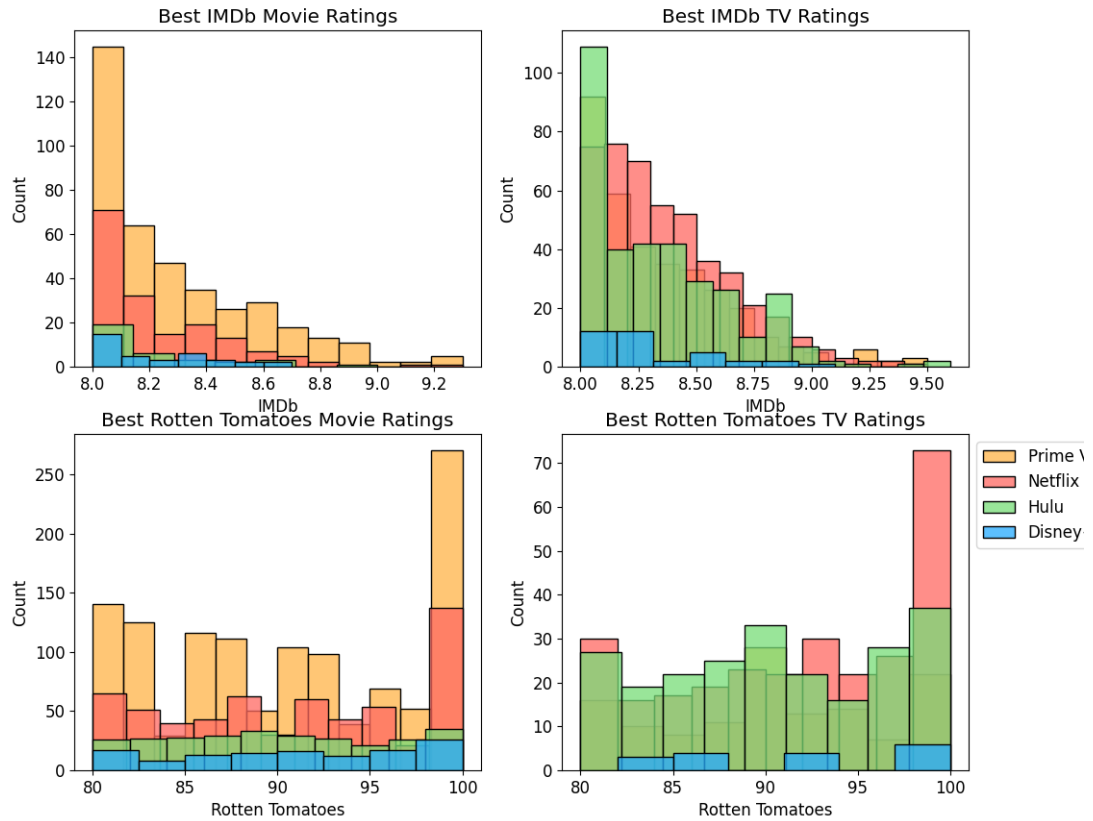 Best IMDb Movie Ratings
140
120
100
80
60
40
20
0
Count
8.0 8.2 8.4 8.6 8.8 9.0 9.2
IMDb
Best IMDb TV Ratings
100
80
60
40
20
0
Count
8.00 8.25 8.50 8.75 9.00 9.25 9.50
IMDb
Best Rotten Tomatoes Movie Ratings
250
200
150
100
50
0
Count
80 85 90 95 100
Rotten Tomatoes
Best Rotten Tomatoes TV Ratings
70
60
50
40
30
20
10
0
Count
80 85 90 95 100
Rotten Tomatoes
Prime
Netflix
Hulu
Disney